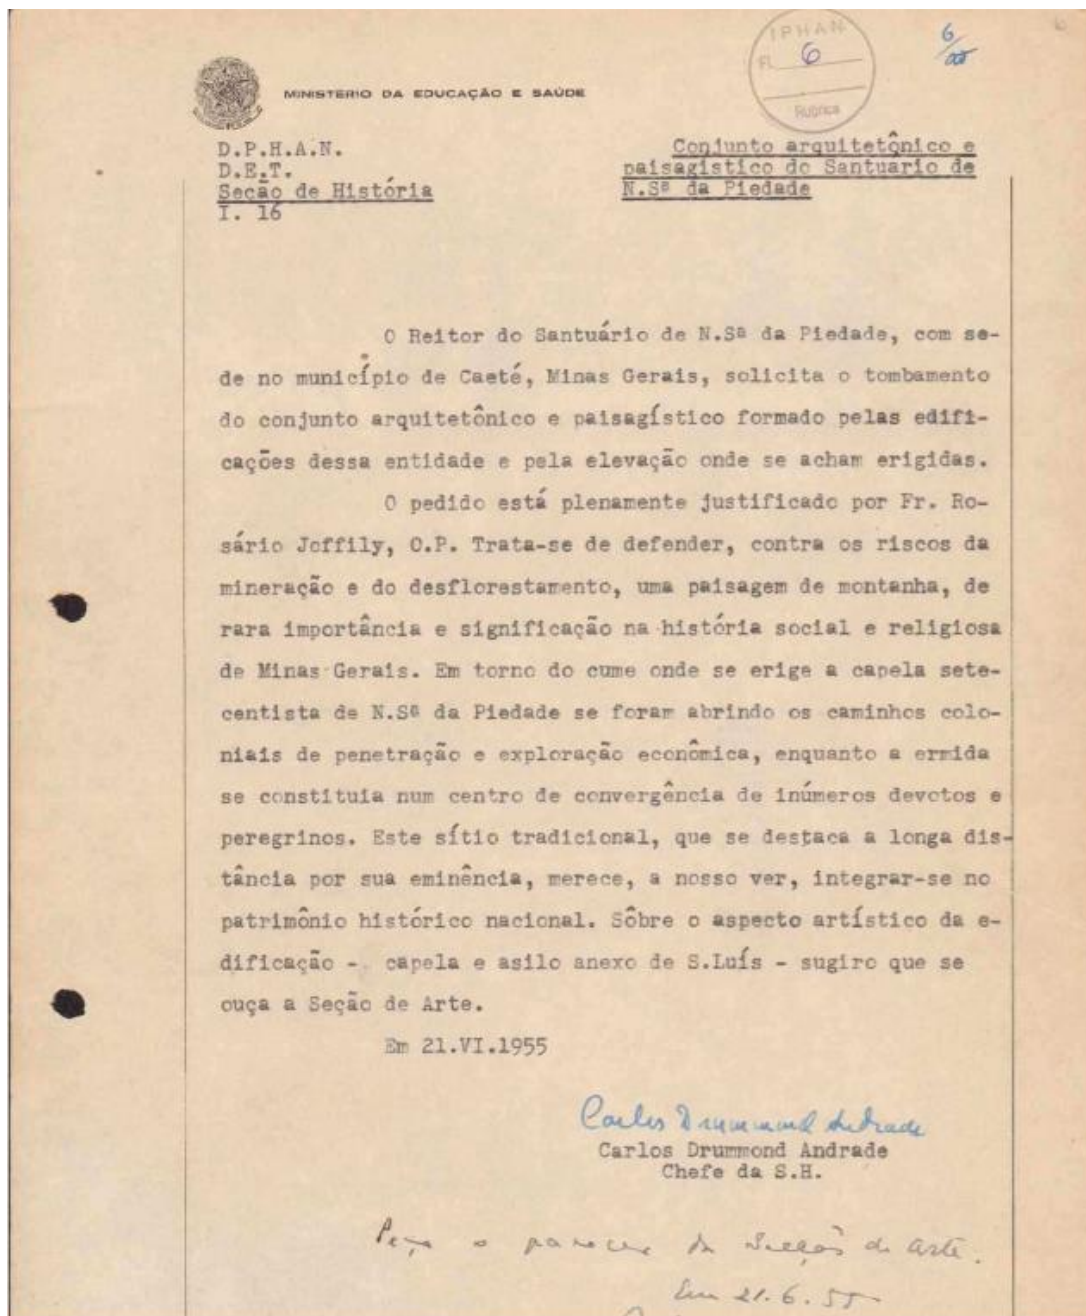 IPHAN
FL 6
Rubrica
6
MINISTÉRIO DA EDUCAÇÃO E SAÚDE
D.P.H.A.N.
D.E.T.
Seção de História
I. 16
Conjunto arquitetônico e
paisagístico do Santuário de
N.Sª da Piedade
O Reitor do Santuário de N.Sª da Piedade, com se-
de no município de Caeté, Minas Gerais, solicita o tombamento
do conjunto arquitetônico e paisagístico formado pelas edifi-
cações dessa entidade e pela elevação onde se acham erigidas.
O pedido está plenamente justificado por Fr. Ro-
sário Joffily, O.P. Trata-se de defender, contra os riscos da
mineração e do desflorestamento, uma paisagem de montanha, de
rara importância e significação na história social e religiosa
de Minas Gerais. Em torno do cume onde se erige a capela sete-
centista de N.Sª da Piedade se foram abrindo os caminhos colo-
niais de penetração e exploração econômica, enquanto a ermida
se constituia num centro de convergência de inúmeros devotos e
peregrinos. Este sítio tradicional, que se destaca a longa dis-
tância por sua eminência, merece, a nosso ver, integrar-se no
patrimônio histórico nacional. Sôbre o aspecto artístico da e-
dificação - capela e asilo anexo de S.Luís - sugiro que se
ouça a Seção de Arte.
Em 21.VI.1955
Carlos Drummond Andrade
Carlos Drummond Andrade
Chefe da S.H.
Peço o parecer da Secção de Arte.
Em 21.6.55